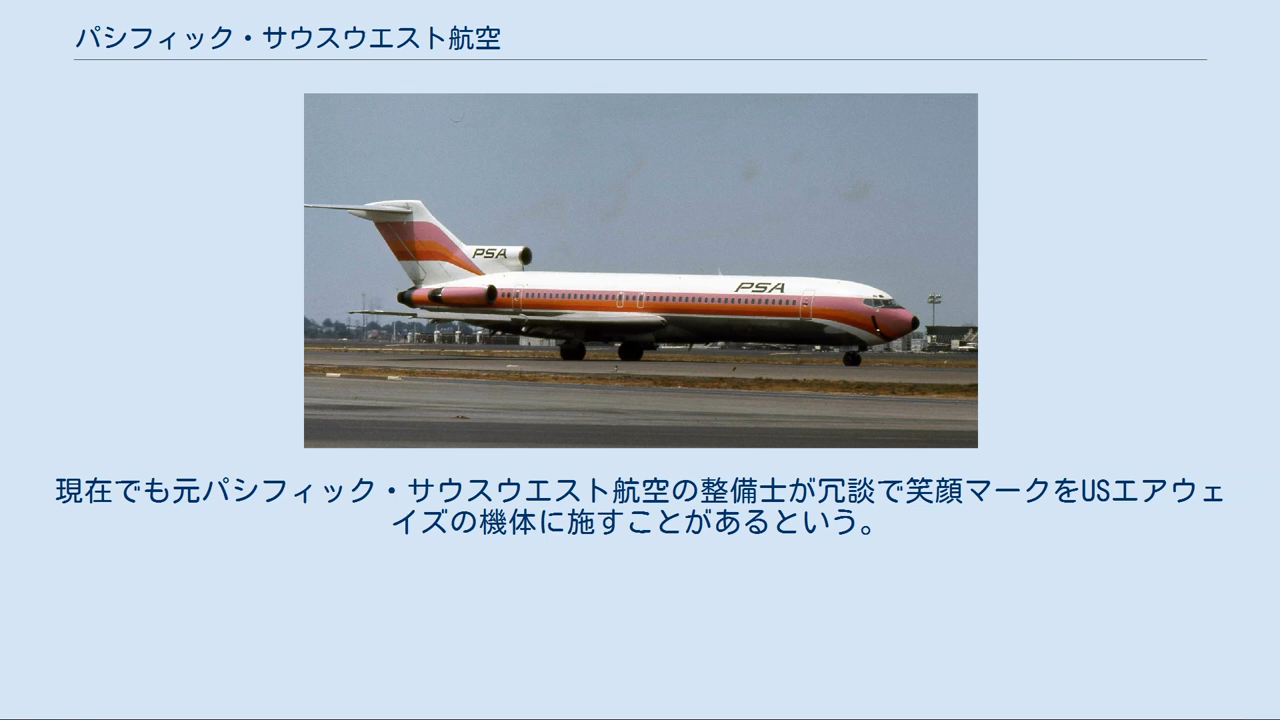 パシフィック・サウスウエスト航空
PSA
PSA
現在でも元パシフィック・サウスウエスト航空の整備士が冗談で笑顔マークをUSエアウェ
イズの機体に施すことがあるという。